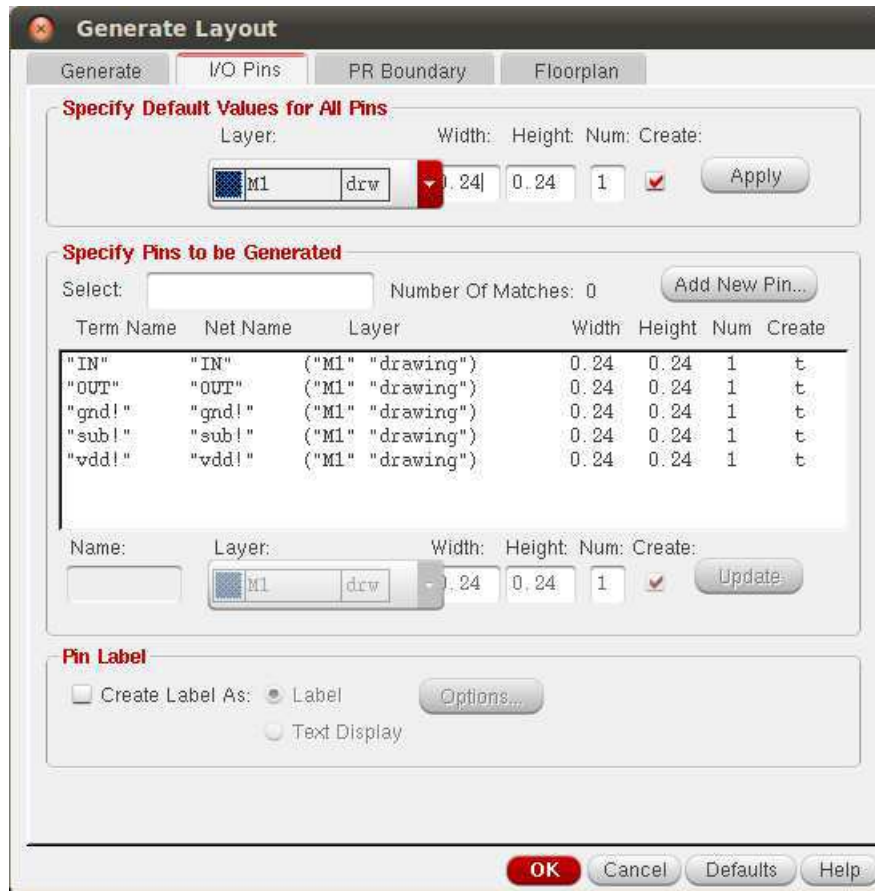 Generate Layout
Generate I/O Pins PR Boundary Floorplan
Specify Default Values for All Pins
Layer: Width: Height: Num: Create:
M1 drw 0.24 0.24 1 Apply
Specify Pins to be Generated
Select: Number Of Matches: 0 Add New Pin...
Term Name Net Name Layer Width Height Num Create
"IN" "IN" ("M1" "drawing") 0.24 0.24 1 t
"OUT" "OUT" ("M1" "drawing") 0.24 0.24 1 t
"gnd!" "gnd!" ("M1" "drawing") 0.24 0.24 1 t
"sub!" "sub!" ("M1" "drawing") 0.24 0.24 1 t
"vdd!" "vdd!" ("M1" "drawing") 0.24 0.24 1 t
Name: Layer: Width: Height: Num: Create:
M1 drw 0.24 0.24 1 Update
Pin Label
Create Label As: Label Options...
Text Display
OK Cancel Defaults Help